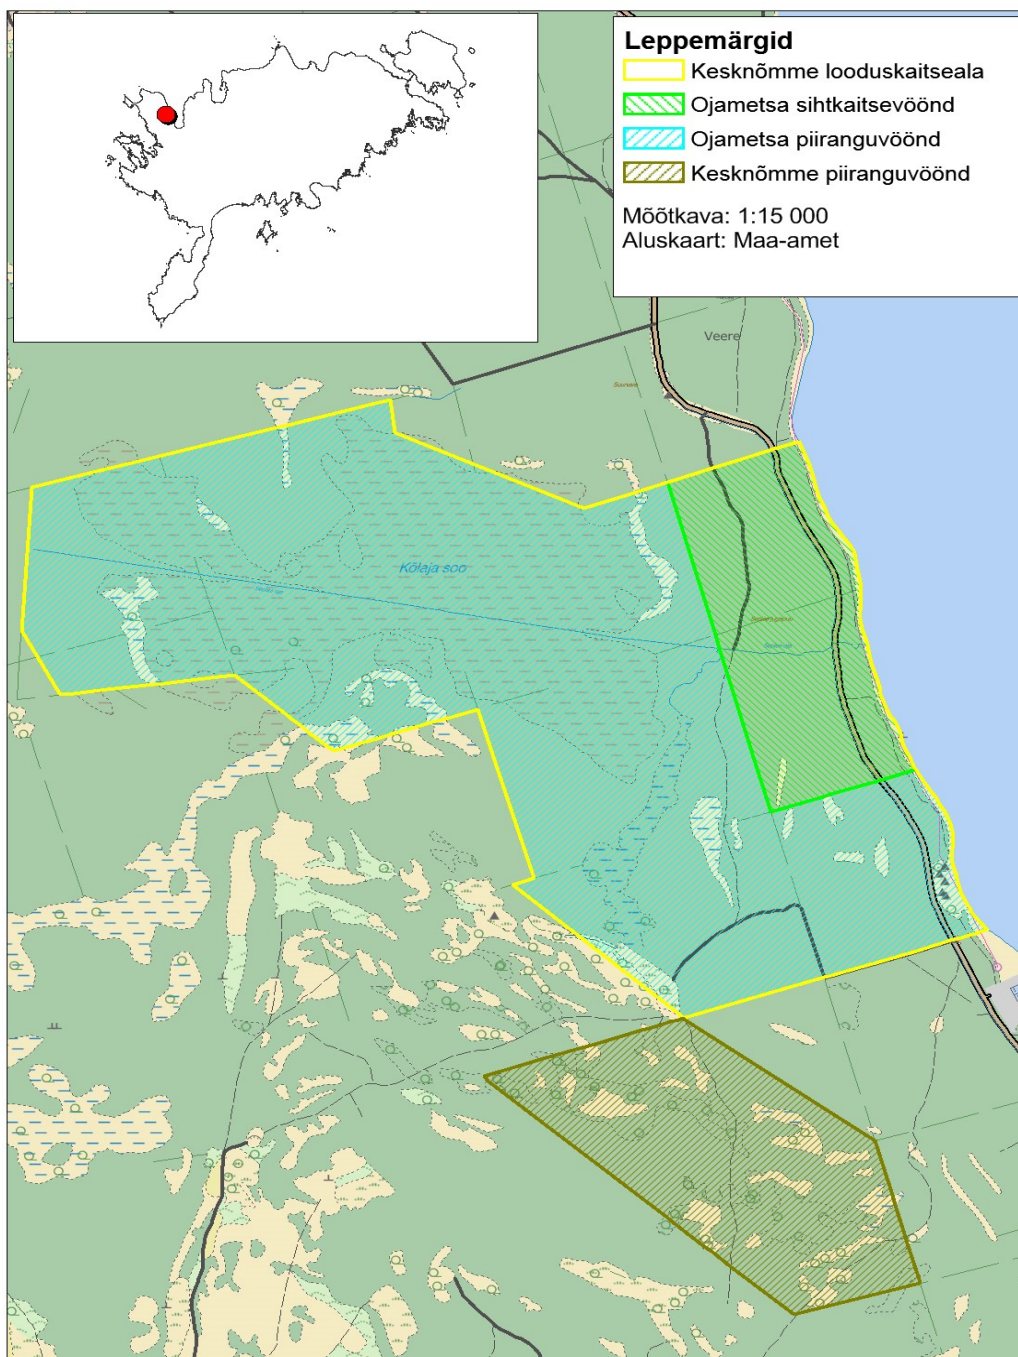 Leppemärgid
Kesknõmme looduskaitseala
Ojametsa sihtkaitsevöönd
Ojametsa piiranguvöönd
Kesknõmme piiranguvöönd
Mõõtkava: 1:15 000
Aluskaart: Maa-amet
Veere
Kõlaja soo